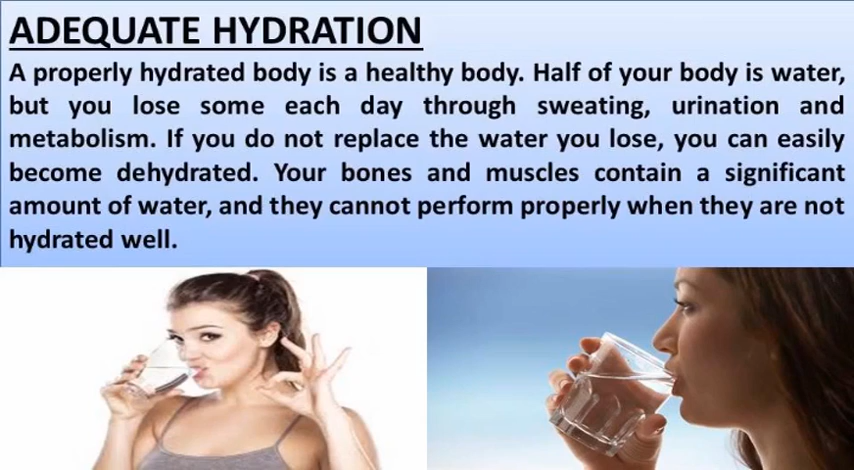 ADEQUATE HYDRATION
A properly hydrated body is a healthy body. Half of your body is water,
but you lose some each day through sweating, urination and
metabolism. If you do not replace the water you lose, you can easily
become dehydrated. Your bones and muscles contain a significant
amount of water, and they cannot perform properly when they are not
hydrated well.